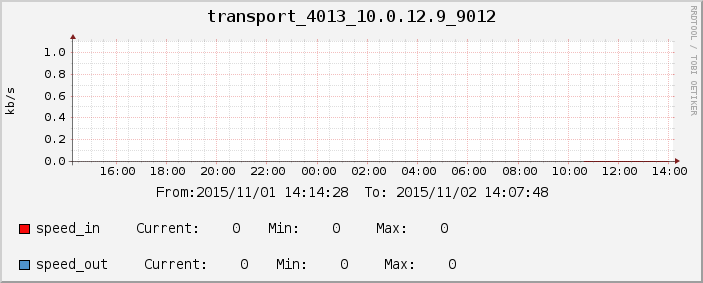 transport_4013_10.0.12.9_9012
RRDTOOL / TOBI OETIKER
kb/s
1.0
0.8
0.6
0.4
0.2
0.0
16:00 18:00 20:00 22:00 00:00 02:00 04:00 06:00 08:00 10:00 12:00 14:00
From:2015/11/01 14:14:28 To: 2015/11/02 14:07:48
speed_in Current: 0 Min: 0 Max: 0
speed_out Current: 0 Min: 0 Max: 0